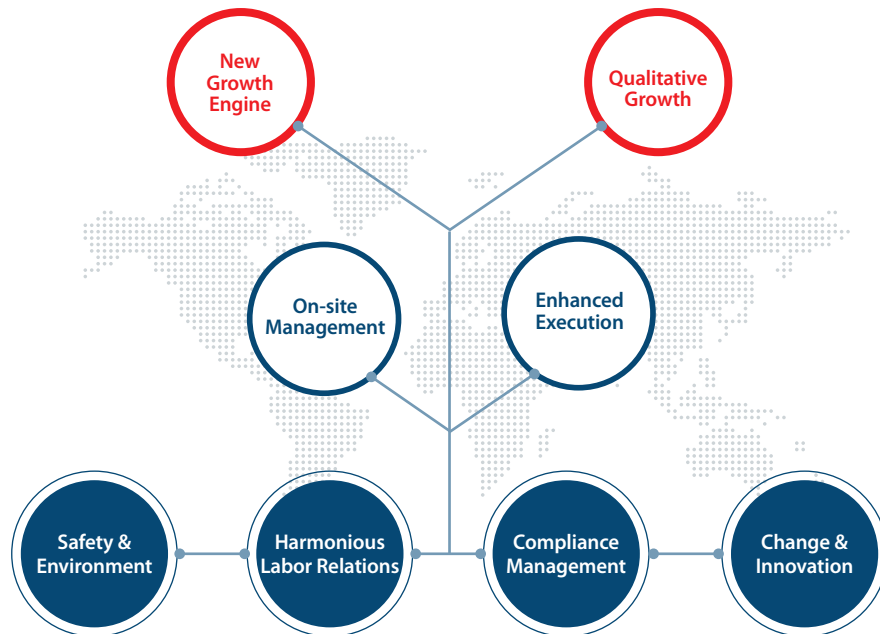 New
Growth
Engine
Qualitative
Growth
On-site
Management
Enhanced
Execution
Safety &
Environment
Harmonious
Labor Relations
Compliance
Management
Change &
Innovation